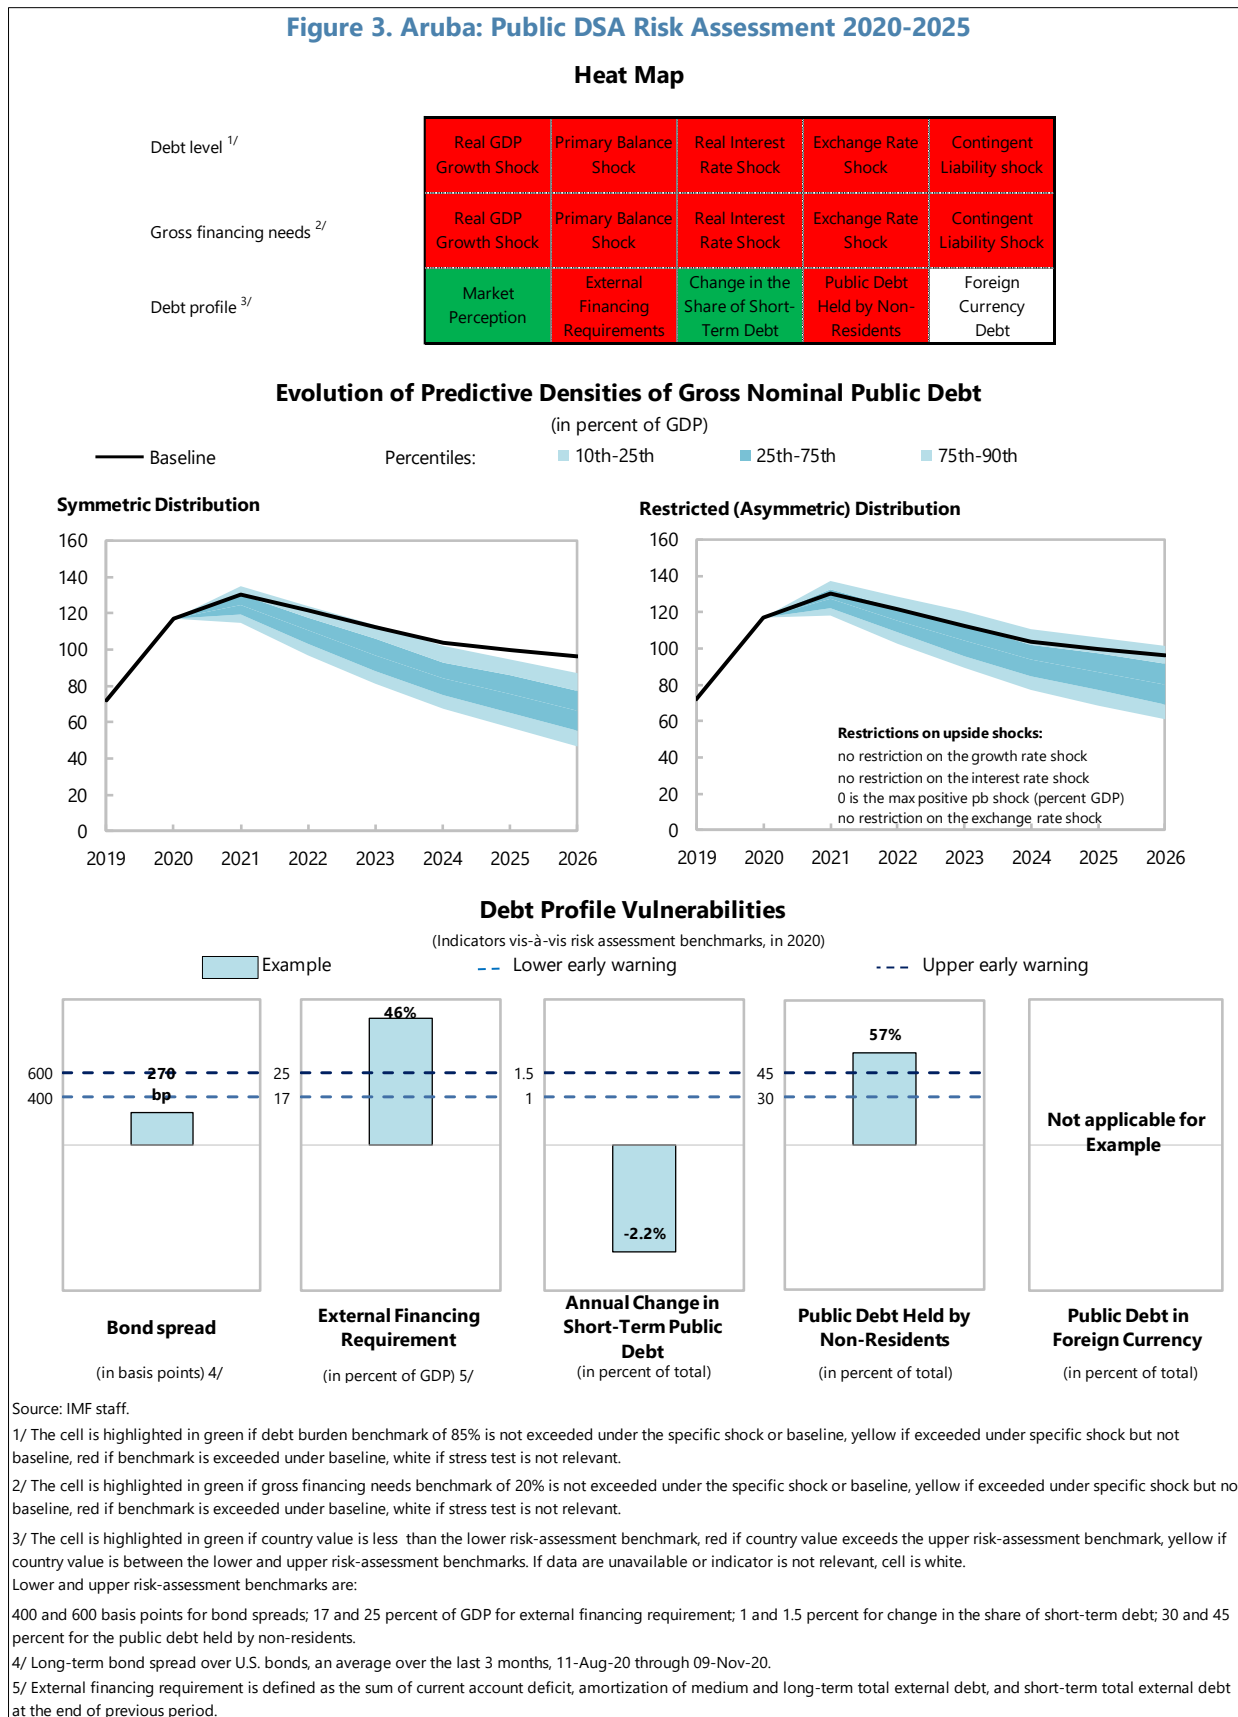 Figure 3. Aruba: Public DSA Risk Assessment 2020-2025
Heat Map
Debt level 1/
Real GDP Growth Shock
Primary Balance Shock
Real Interest Rate Shock
Exchange Rate Shock
Contingent Liability shock
Gross financing needs 2/
Real GDP Growth Shock
Primary Balance Shock
Real Interest Rate Shock
Exchange Rate Shock
Contingent Liability Shock
Debt profile 3/
Market Perception
External Financing Requirements
Change in the Share of Short-Term Debt
Public Debt Held by Non-Residents
Foreign Currency Debt
Evolution of Predictive Densities of Gross Nominal Public Debt
(in percent of GDP)
Baseline Percentiles: 10th-25th 25th-75th 75th-90th
Symmetric Distribution
160
140
120
100
80
60
40
20
0
2019 2020 2021 2022 2023 2024 2025 2026
Restricted (Asymmetric) Distribution
160
140
120
100
80
60
40
20
0
Restrictions on upside shocks:
no restriction on the growth rate shock
no restriction on the interest rate shock
0 is the max positive pb shock (percent GDP)
no restriction on the exchange rate shock
2019 2020 2021 2022 2023 2024 2025 2026
Debt Profile Vulnerabilities
(Indicators vis-à-vis risk assessment benchmarks, in 2020)
Example Lower early warning Upper early warning
600
400
270
bp
Bond spread
(in basis points) 4/
25
17
46%
External Financing
Requirement
(in percent of GDP) 5/
1.5
1
-2.2%
Annual Change in
Short-Term Public
Debt
(in percent of total)
45
30
57%
Public Debt Held by
Non-Residents
(in percent of total)
Not applicable for
Example
Public Debt in
Foreign Currency
(in percent of total)
Source: IMF staff.
1/ The cell is highlighted in green if debt burden benchmark of 85% is not exceeded under the specific shock or baseline, yellow if exceeded under specific shock but not
baseline, red if benchmark is exceeded under baseline, white if stress test is not relevant.
2/ The cell is highlighted in green if gross financing needs benchmark of 20% is not exceeded under the specific shock or baseline, yellow if exceeded under specific shock but no
baseline, red if benchmark is exceeded under baseline, white if stress test is not relevant.
3/ The cell is highlighted in green if country value is less than the lower risk-assessment benchmark, red if country value exceeds the upper risk-assessment benchmark, yellow if
country value is between the lower and upper risk-assessment benchmarks. If data are unavailable or indicator is not relevant, cell is white.
Lower and upper risk-assessment benchmarks are:
400 and 600 basis points for bond spreads; 17 and 25 percent of GDP for external financing requirement; 1 and 1.5 percent for change in the share of short-term debt; 30 and 45
percent for the public debt held by non-residents.
4/ Long-term bond spread over U.S. bonds, an average over the last 3 months, 11-Aug-20 through 09-Nov-20.
5/ External financing requirement is defined as the sum of current account deficit, amortization of medium and long-term total external debt, and short-term total external debt
at the end of previous period.